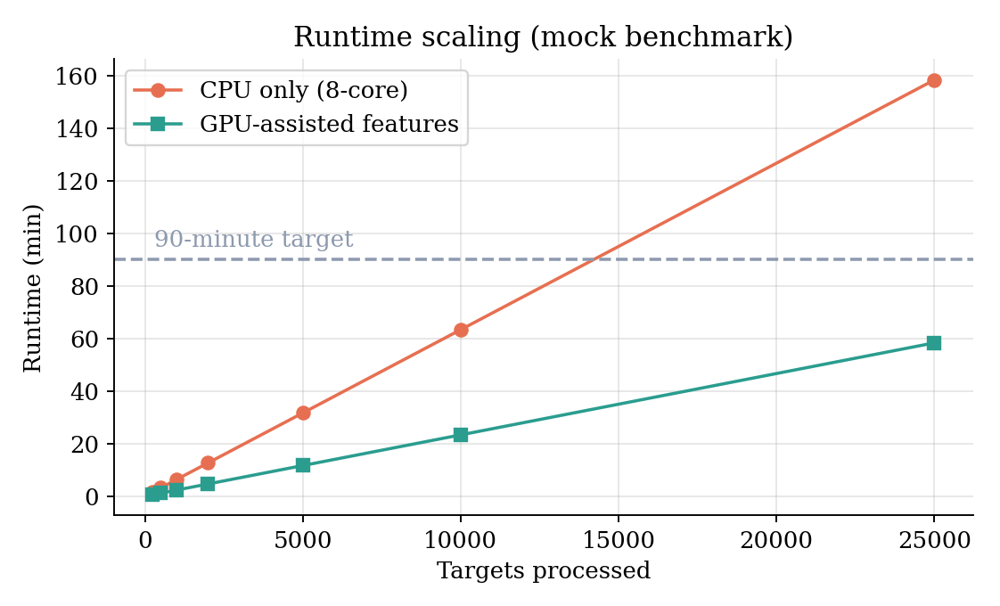 Runtime scaling (mock benchmark)
CPU only (8-core)
GPU-assisted features
90-minute target
Runtime (min)
160
140
120
100
80
60
40
20
0
0 5000 10000 15000 20000 25000
Targets processed